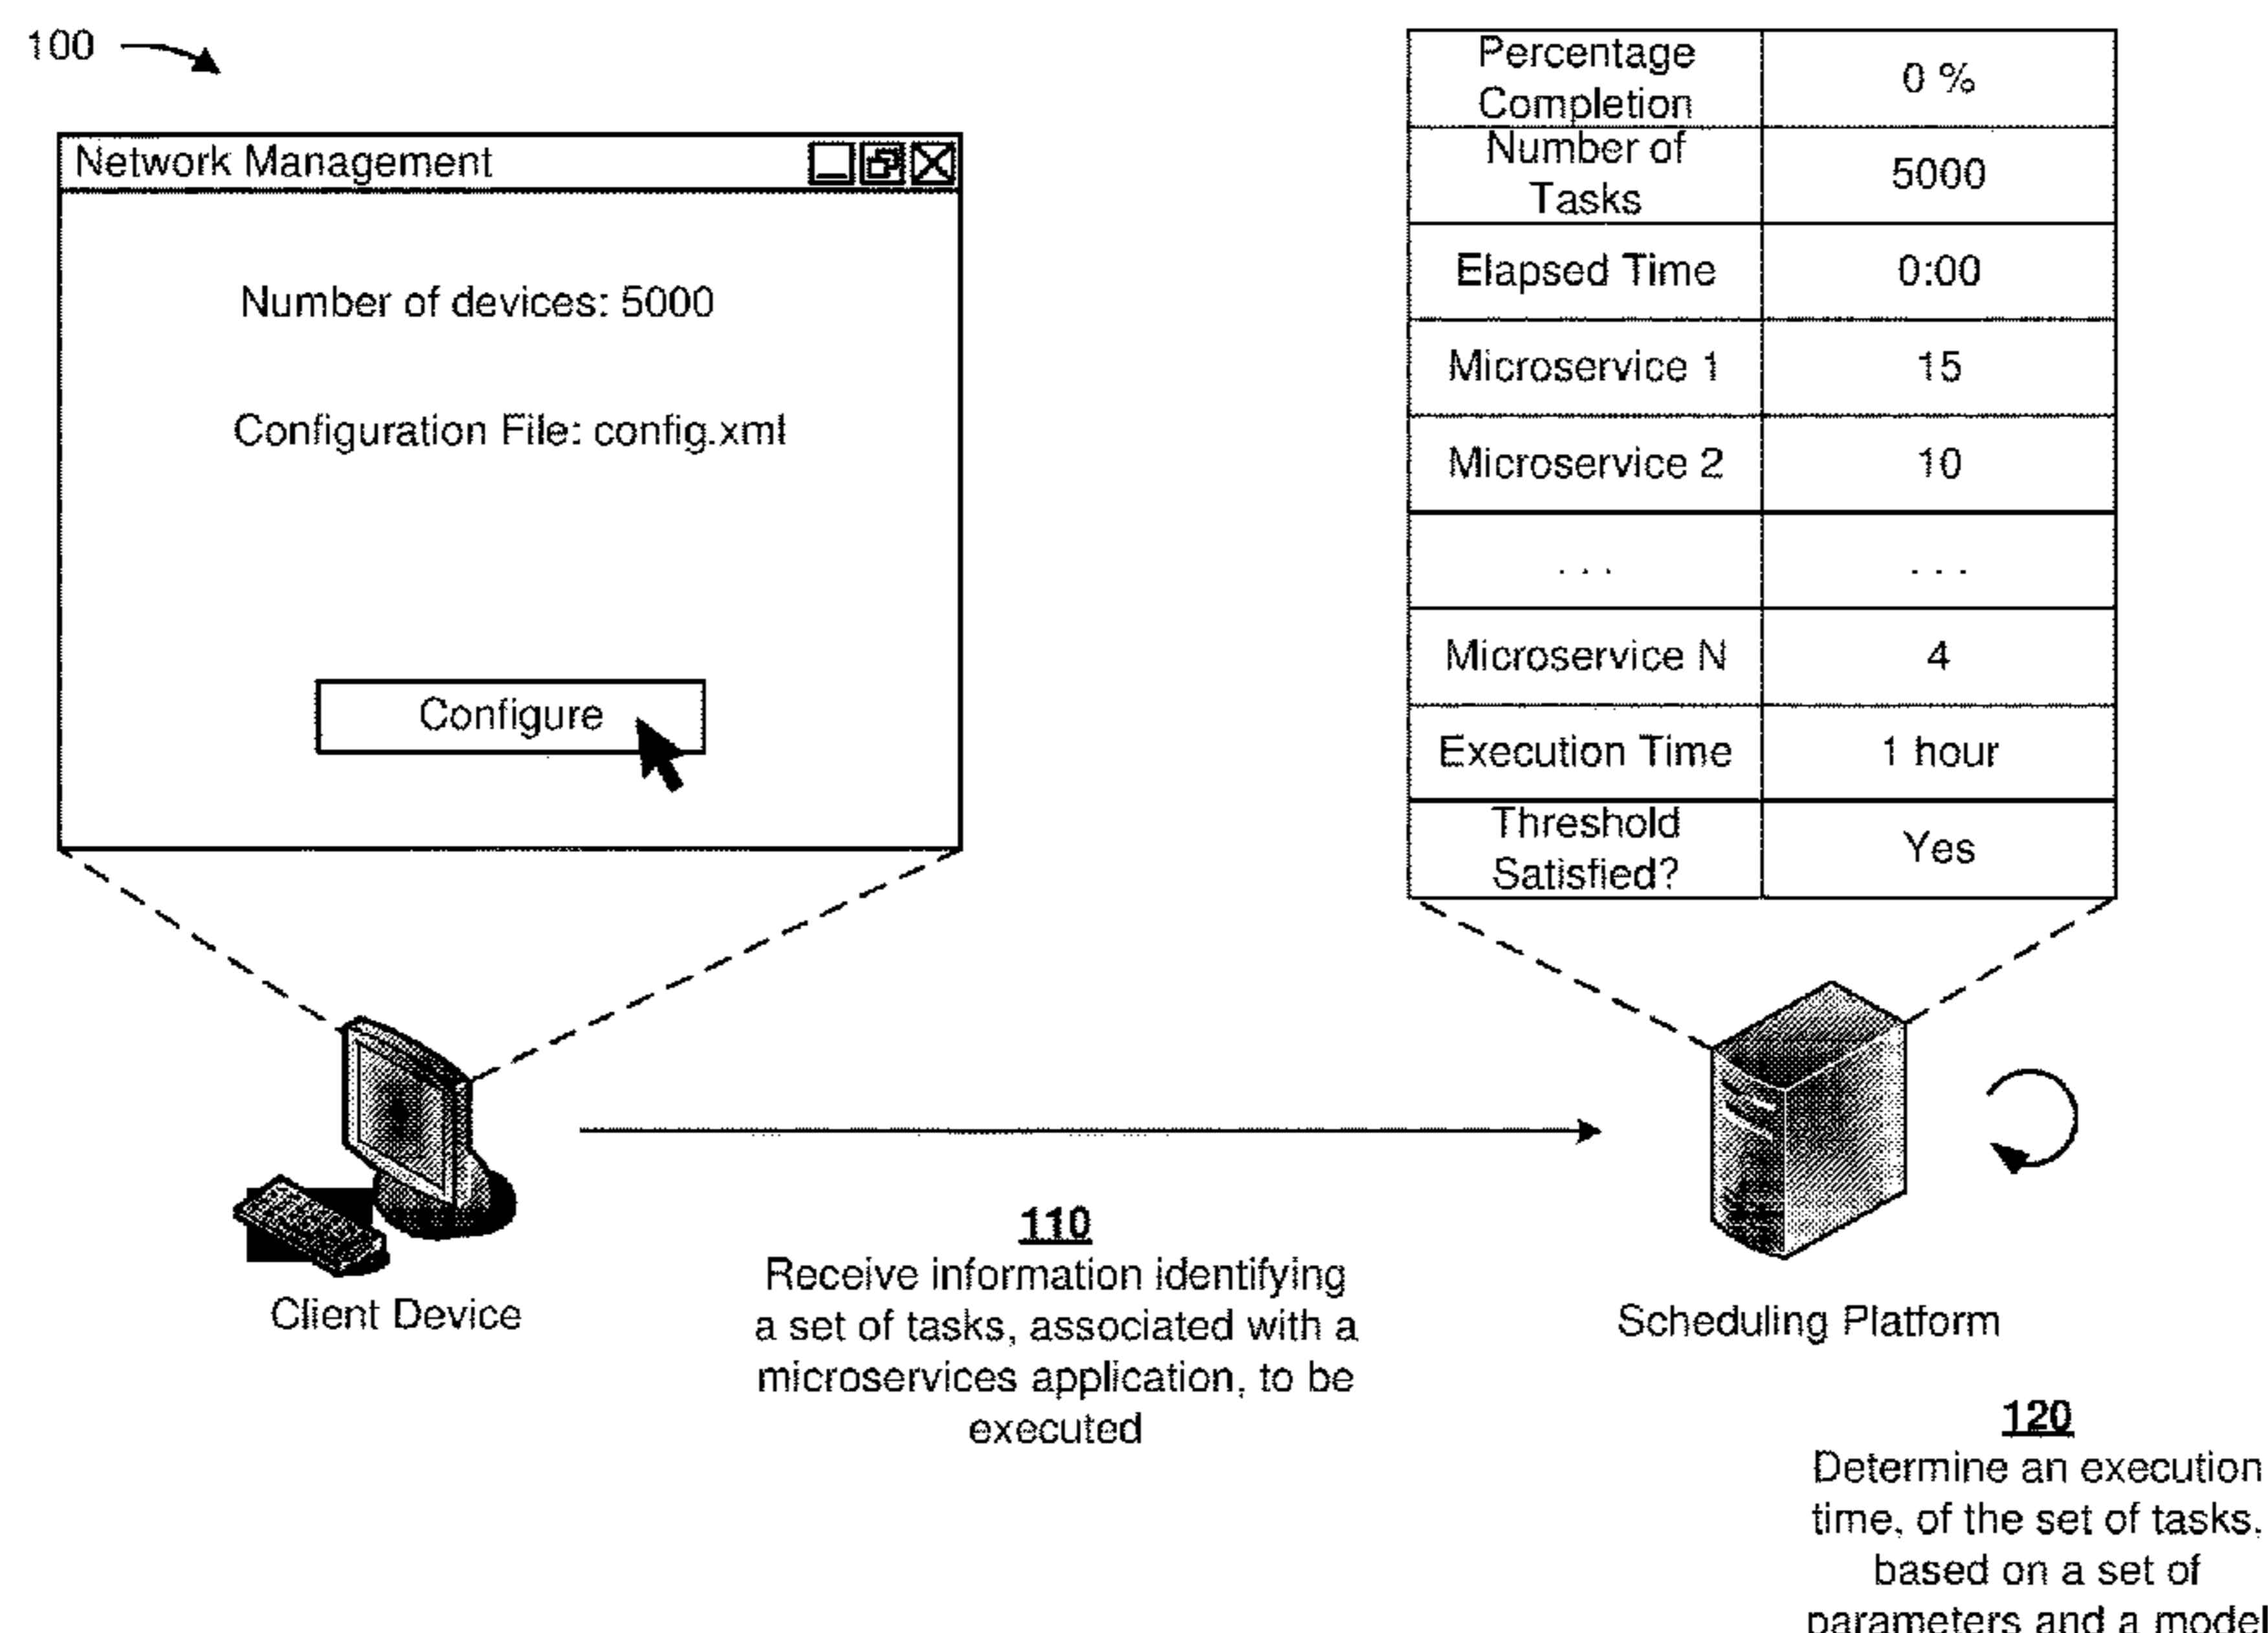 100
Network Management
Number of devices: 5000
Configuration File: config.xml
Configure
Percentage Completion 0 %
Number of Tasks 5000
Elapsed Time 0:00
Microservice 1 15
Microservice 2 10
. . . . . .
Microservice N 4
Execution Time 1 hour
Threshold Satisfied? Yes
Client Device
110
Receive information identifying
a set of tasks, associated with a
microservices application, to be
executed
Scheduling Platform
120
Determine an execution
time, of the set of tasks,
based on a set of
parameters and a model